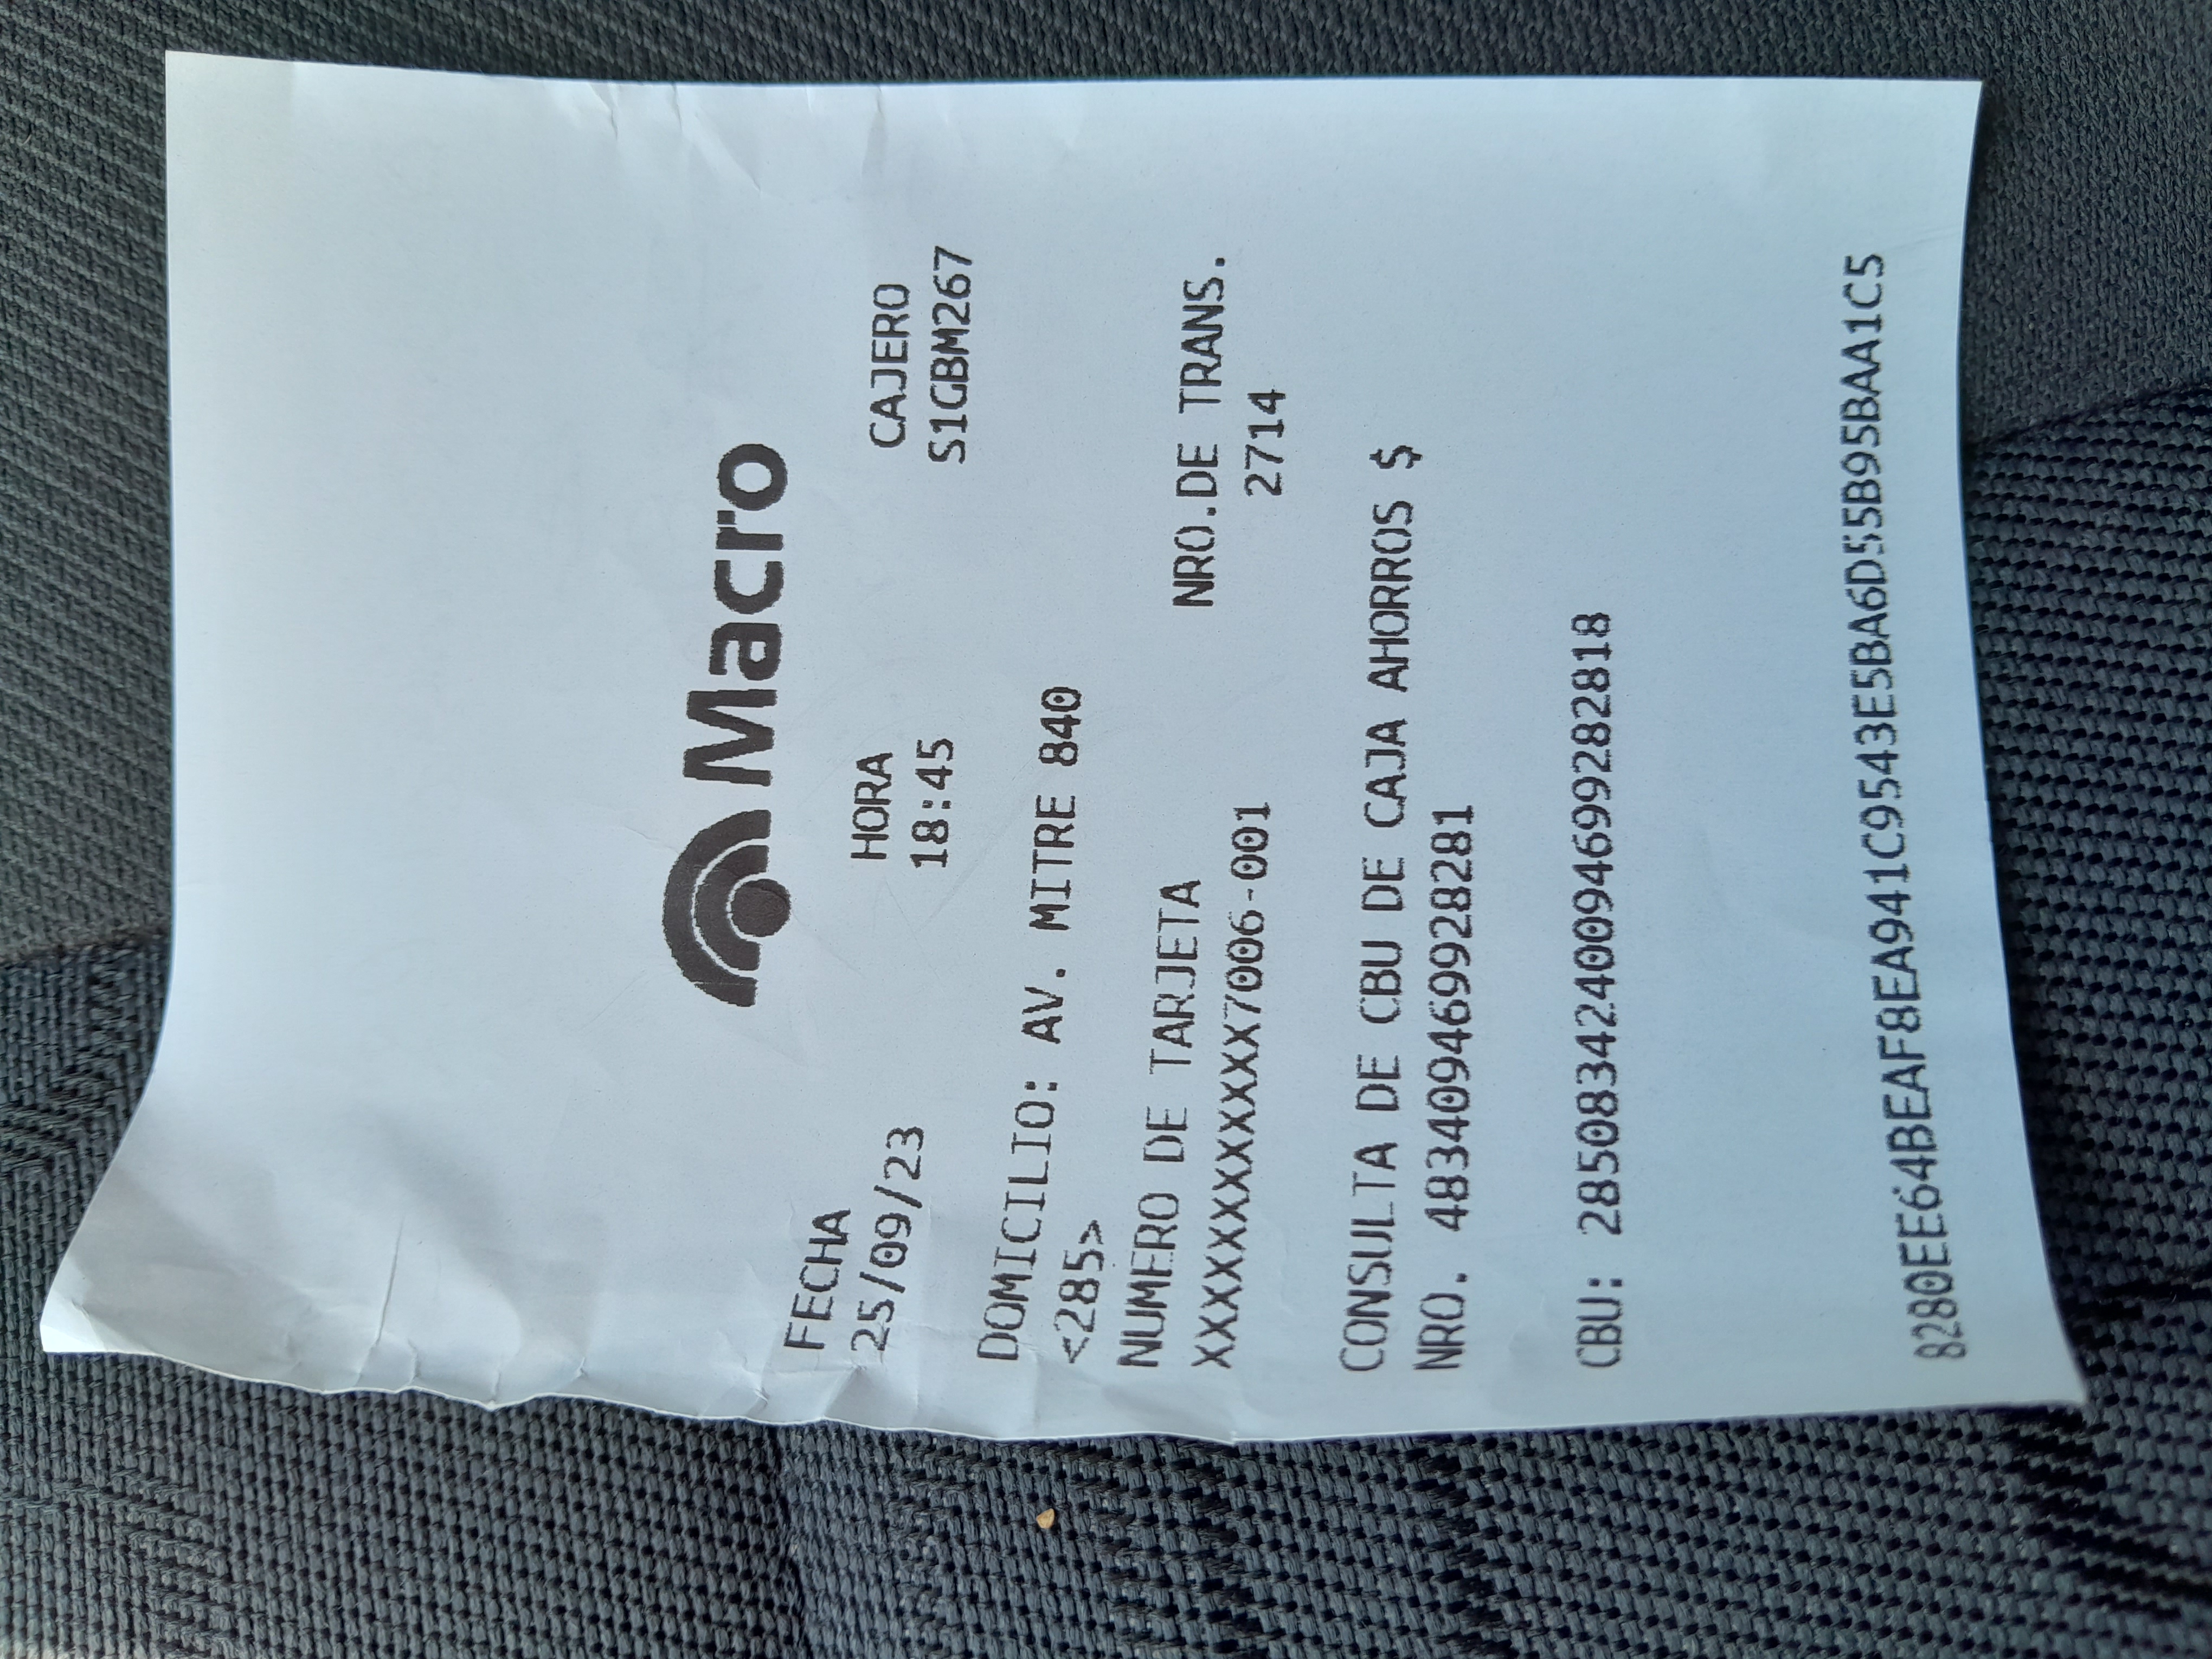 Macro
FECHA HORA CAJERO
25/09/23 18:45 S1GBM267
DOMICILIO: AV. MITRE 840
<285>
NUMERO DE TARJETA NRO.DE TRANS.
XXXXXXXXXXXX7006-001 2714
CONSULTA DE CBU DE CAJA AHORROS $
NRO. 483409469928281
CBU: 2850834240094699282818
8280EE64BEAF8EA941C9543E5BA6D55B95BAA1C5